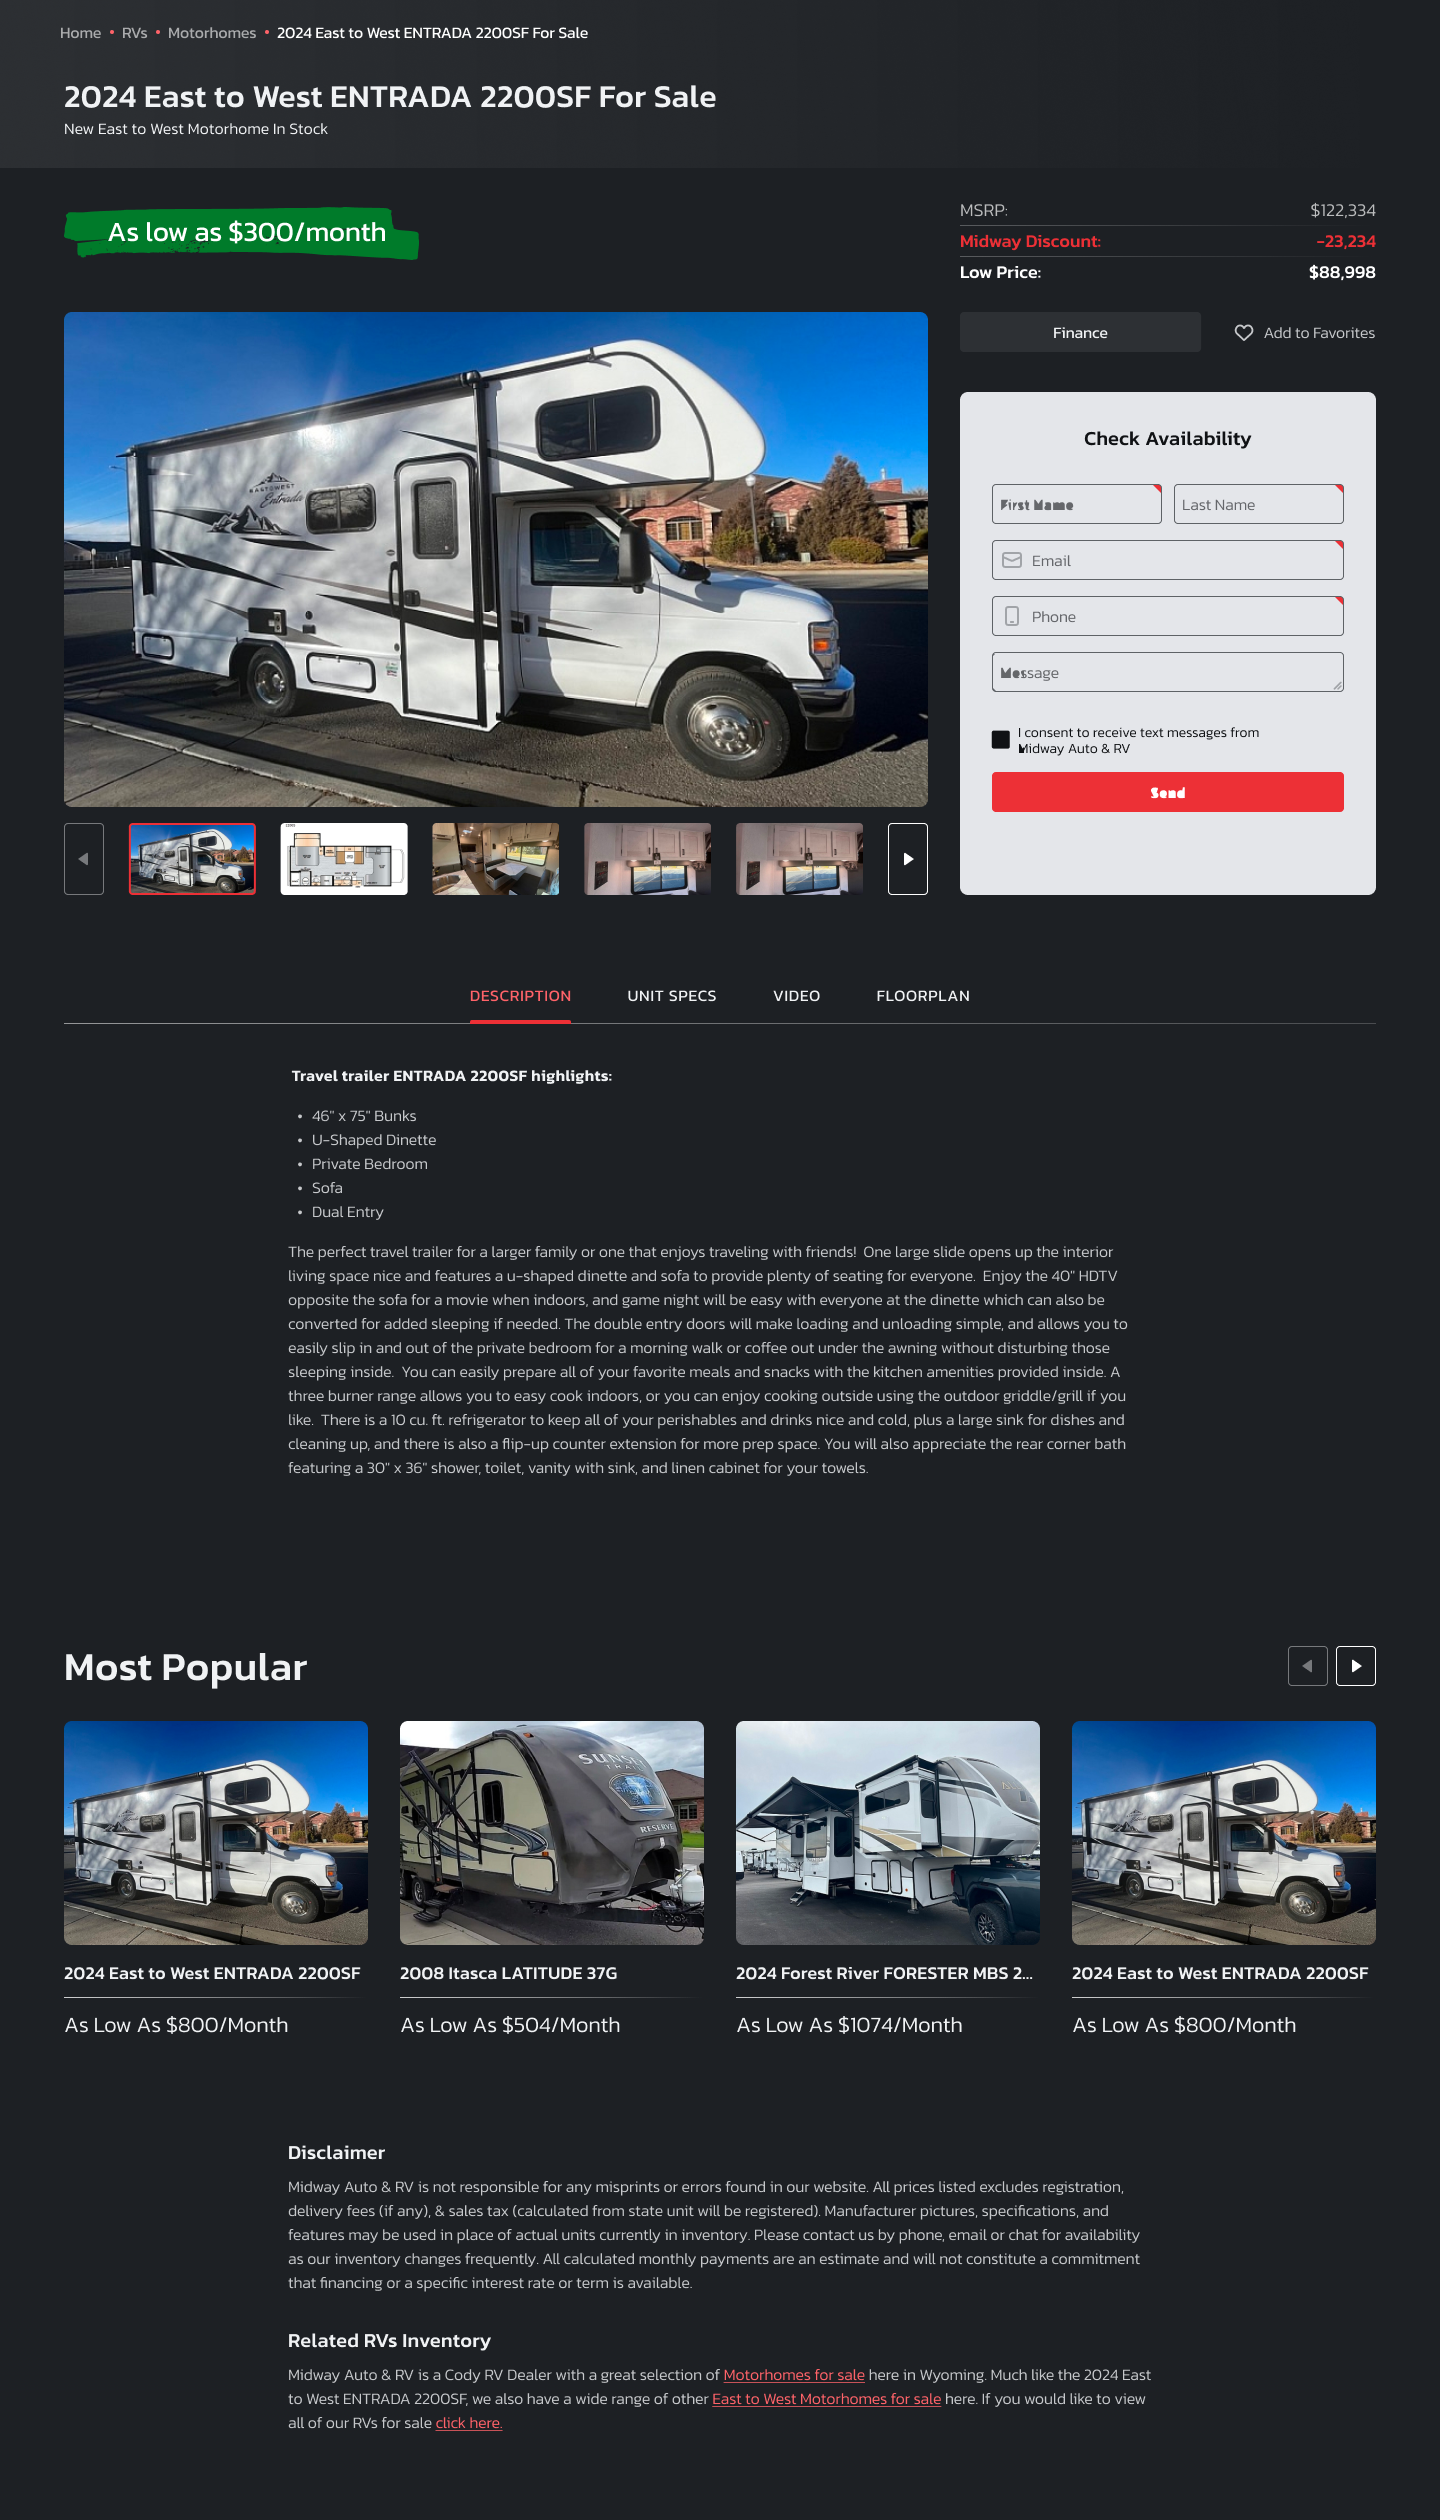 Home • RVs • Motorhomes • 2024 East to West ENTRADA 2200SF For Sale
2024 East to West ENTRADA 2200SF For Sale
New East to West Motorhome In Stock
As low as $300/month
MSRP: $122,334
Midway Discount: -23,234
Low Price: $88,998
Finance
Add to Favorites
EASTTOWEST
Entrada
Check Availability
First Name
Last Name
Email
Phone
Message
I consent to receive text messages from
Midway Auto & RV
Send
DESCRIPTION UNIT SPECS VIDEO FLOORPLAN
Travel trailer ENTRADA 2200SF highlights:
• 46" x 75" Bunks
• U-Shaped Dinette
• Private Bedroom
• Sofa
• Dual Entry
The perfect travel trailer for a larger family or one that enjoys traveling with friends! One large slide opens up the interior
living space nice and features a u-shaped dinette and sofa to provide plenty of seating for everyone. Enjoy the 40" HDTV
opposite the sofa for a movie when indoors, and game night will be easy with everyone at the dinette which can also be
converted for added sleeping if needed. The double entry doors will make loading and unloading simple, and allows you to
easily slip in and out of the private bedroom for a morning walk or coffee out under the awning without disturbing those
sleeping inside. You can easily prepare all of your favorite meals and snacks with the kitchen amenities provided inside. A
three burner range allows you to easy cook indoors, or you can enjoy cooking outside using the outdoor griddle/grill if you
like. There is a 10 cu. ft. refrigerator to keep all of your perishables and drinks nice and cold, plus a large sink for dishes and
cleaning up, and there is also a flip-up counter extension for more prep space. You will also appreciate the rear corner bath
featuring a 30" x 36" shower, toilet, vanity with sink, and linen cabinet for your towels.
Most Popular
SUNSET
TRAIL
RESERVE
2024 East to West ENTRADA 2200SF
2008 Itasca LATITUDE 37G
2024 Forest River FORESTER MBS 2...
2024 East to West ENTRADA 2200SF
As Low As $800/Month
As Low As $504/Month
As Low As $1074/Month
As Low As $800/Month
Disclaimer
Midway Auto & RV is not responsible for any misprints or errors found in our website. All prices listed excludes registration,
delivery fees (if any), & sales tax (calculated from state unit will be registered). Manufacturer pictures, specifications, and
features may be used in place of actual units currently in inventory. Please contact us by phone, email or chat for availability
as our inventory changes frequently. All calculated monthly payments are an estimate and will not constitute a commitment
that financing or a specific interest rate or term is available.
Related RVs Inventory
Midway Auto & RV is a Cody RV Dealer with a great selection of Motorhomes for sale here in Wyoming. Much like the 2024 East
to West ENTRADA 2200SF, we also have a wide range of other East to West Motorhomes for sale here. If you would like to view
all of our RVs for sale click here.